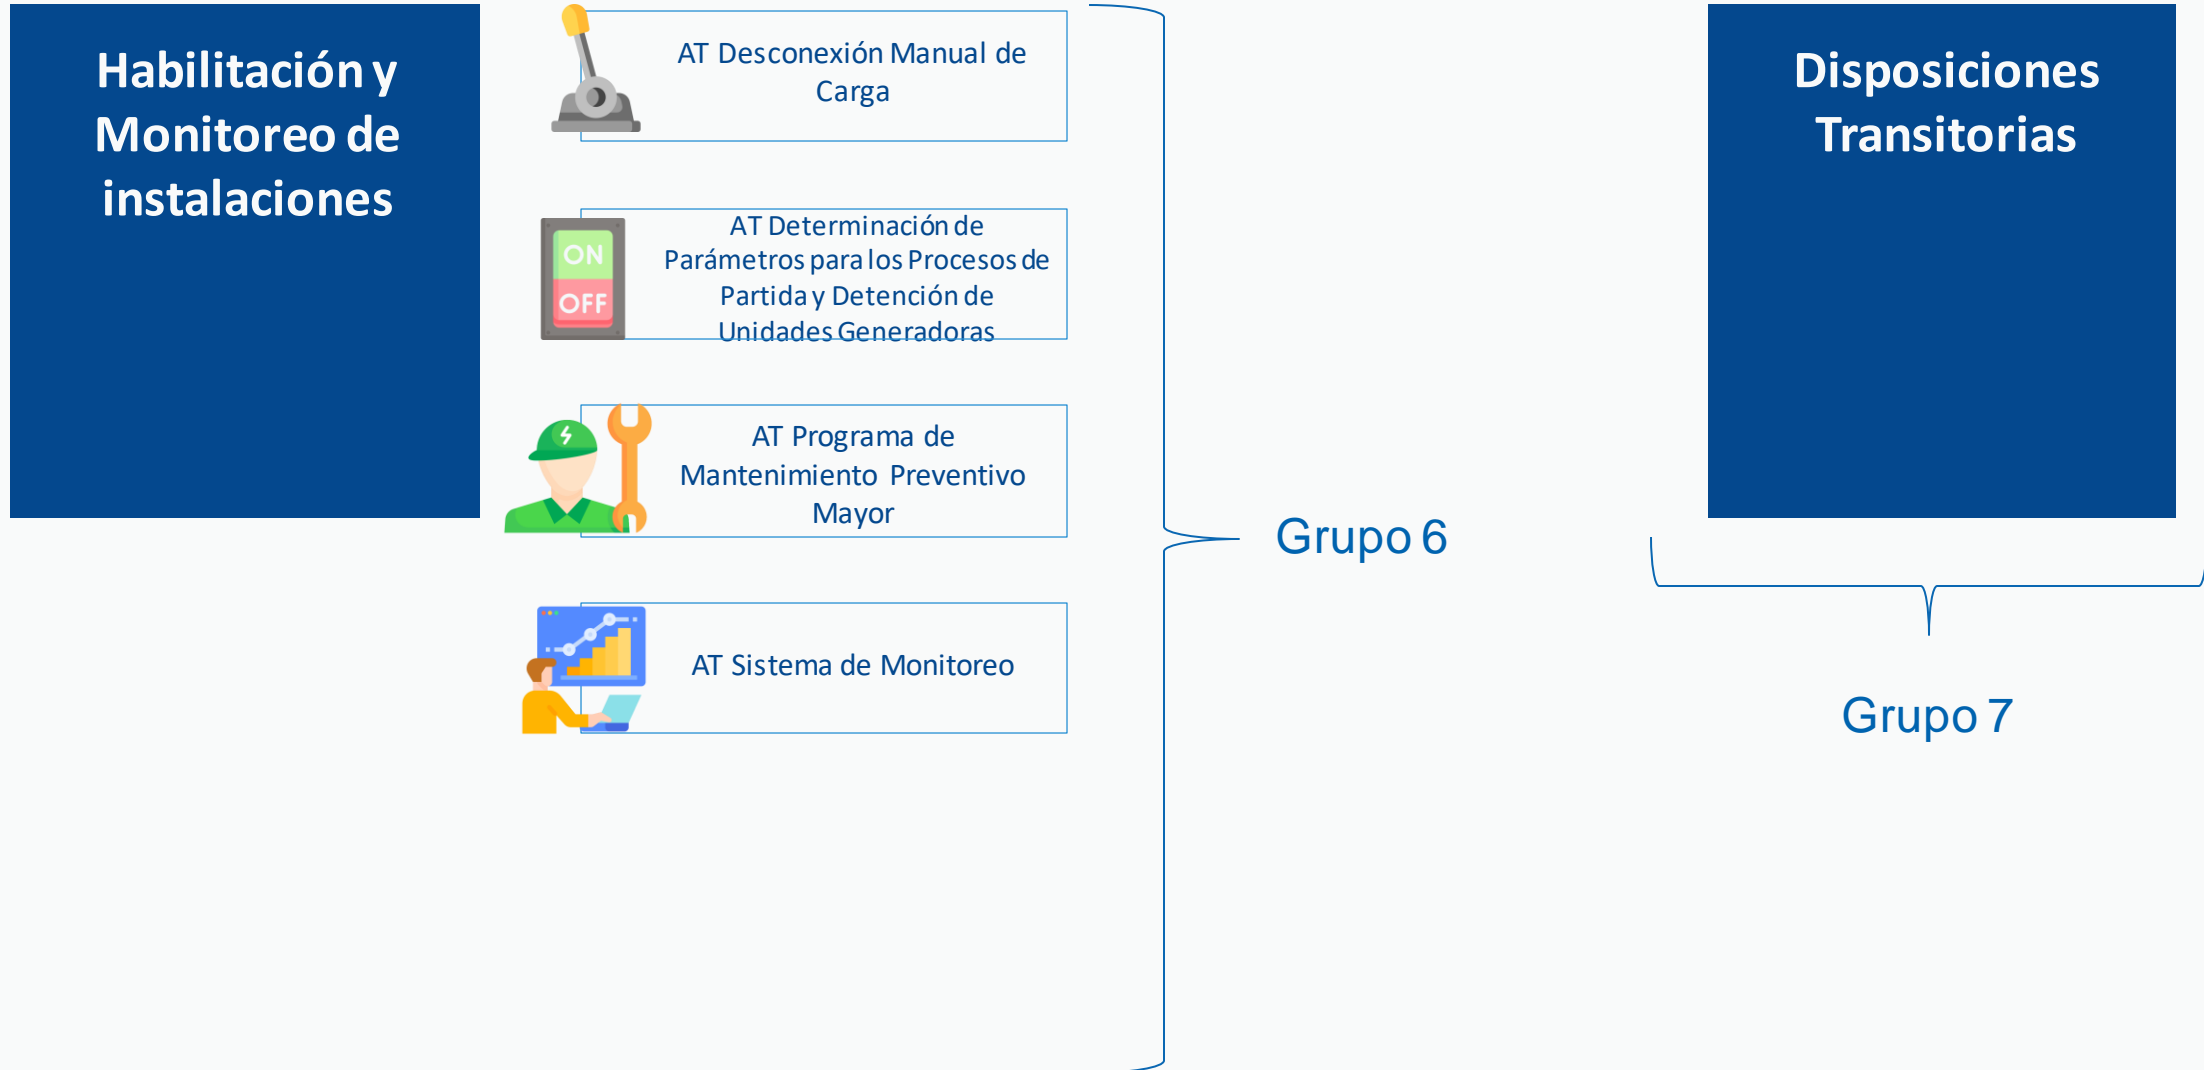 Habilitación y
Monitoreo de
instalaciones
AT Desconexión Manual de
Carga
ON
OFF
AT Determinación de
Parámetros para los Procesos de
Partida y Detención de
Unidades Generadoras
AT Programa de
Mantenimiento Preventivo
Mayor
AT Sistema de Monitoreo
Grupo 6
Disposiciones
Transitorias
Grupo 7